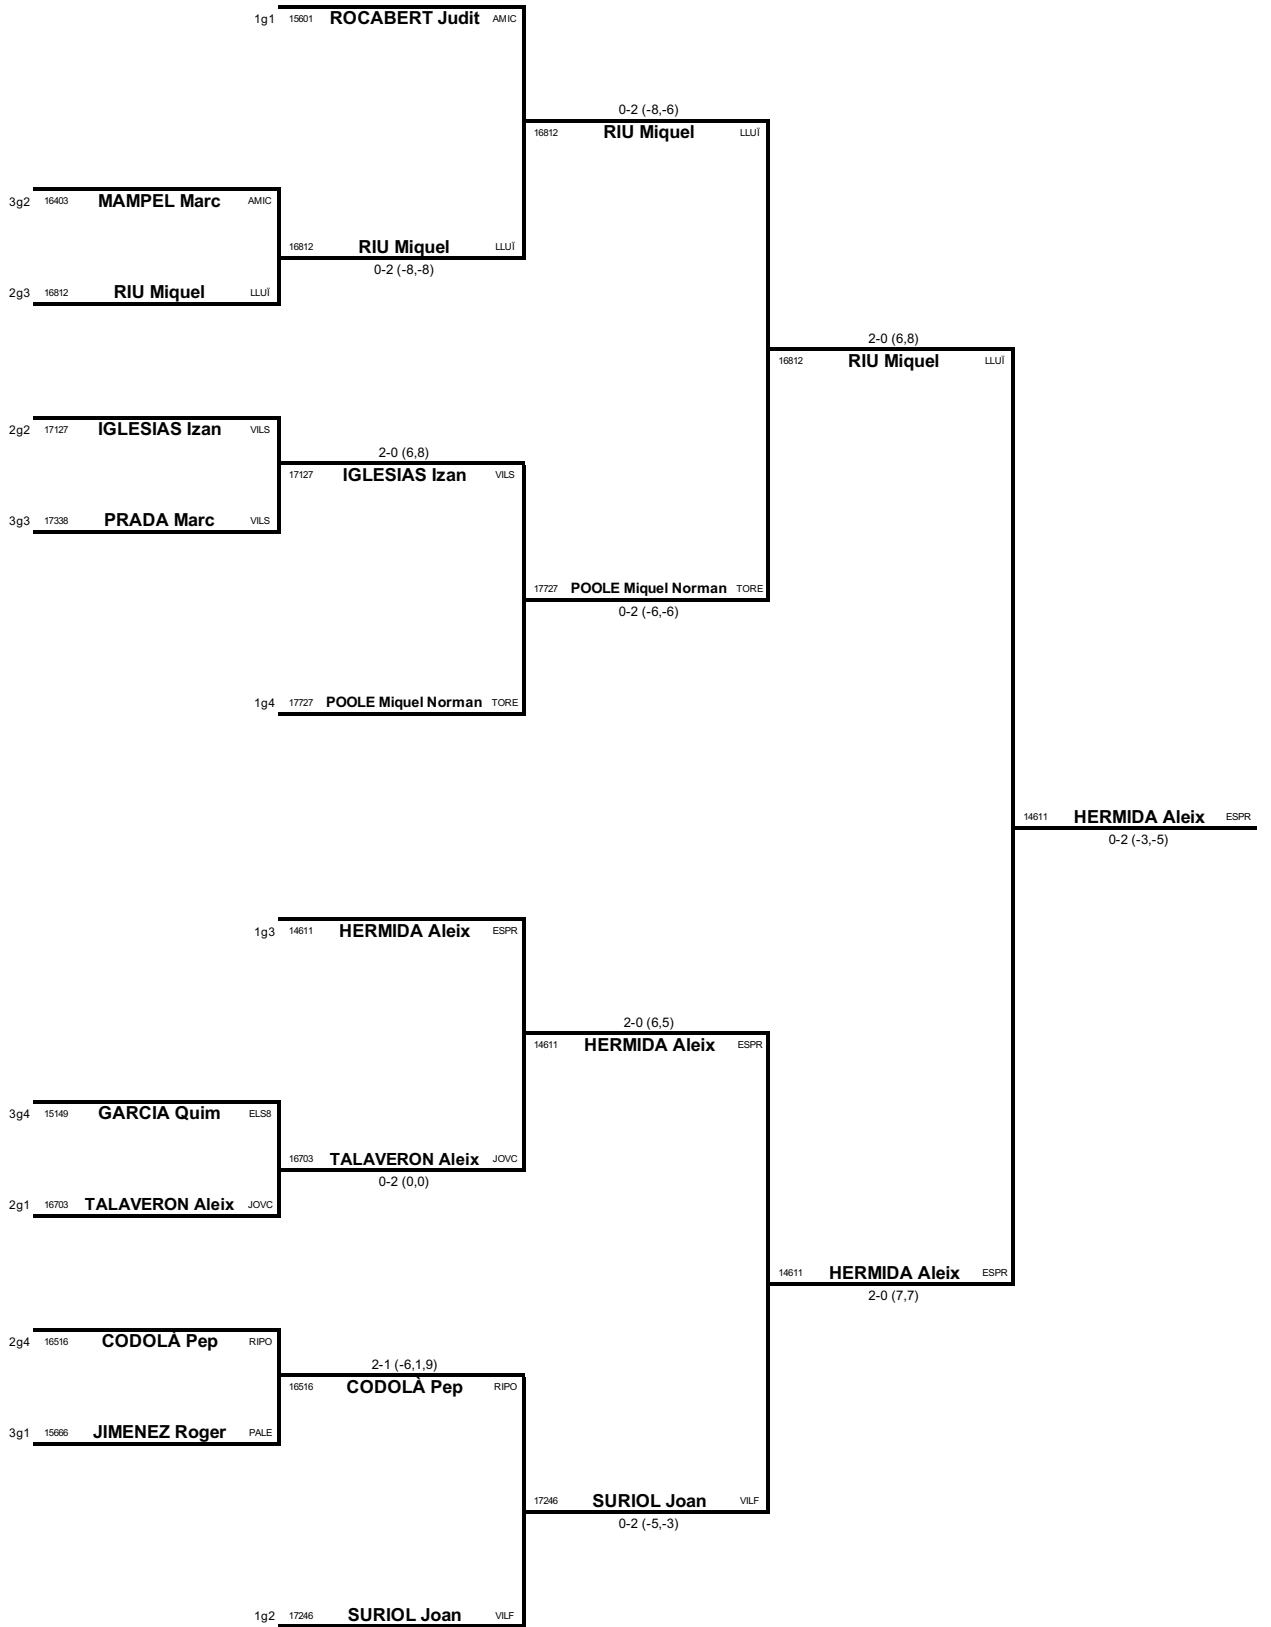 1g1 15601 ROCABERT Judit AMIC
0-2 (-8,-6)
16812 RIU Miquel LLUÏ
3g2 16403 MAMPEL Marc AMIC
16812 RIU Miquel LLUÏ
0-2 (-8,-8)
2g3 16812 RIU Miquel LLUÏ
2-0 (6,8)
16812 RIU Miquel LLUÏ
2g2 17127 IGLESIAS Izan VILS
2-0 (6,8)
17127 IGLESIAS Izan VILS
3g3 17338 PRADA Marc VILS
17727 POOLE Miquel Norman TORE
0-2 (-6,-6)
1g4 17727 POOLE Miquel Norman TORE
14611 HERMIDA Aleix ESPR
0-2 (-3,-5)
1g3 14611 HERMIDA Aleix ESPR
2-0 (6,5)
14611 HERMIDA Aleix ESPR
3g4 15149 GARCIA Quim ELS8
16703 TALAVERON Aleix JOVC
0-2 (0,0)
2g1 16703 TALAVERON Aleix JOVC
14611 HERMIDA Aleix ESPR
2-0 (7,7)
2g4 16516 CODOLÀ Pep RIPO
2-1 (-6,1,9)
16516 CODOLÀ Pep RIPO
3g1 15666 JIMENEZ Roger PALE
17246 SURIOL Joan VILF
0-2 (-5,-3)
1g2 17246 SURIOL Joan VILF